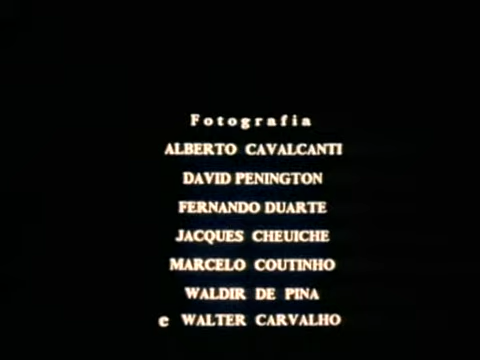 Fotografia
ALBERTO CAVALCANTI
DAVID PENINGTON
FERNANDO DUARTE
JACQUES CHEUICHE
MARCELO COUTINHO
WALDIR DE PINA
e WALTER CARVALHO